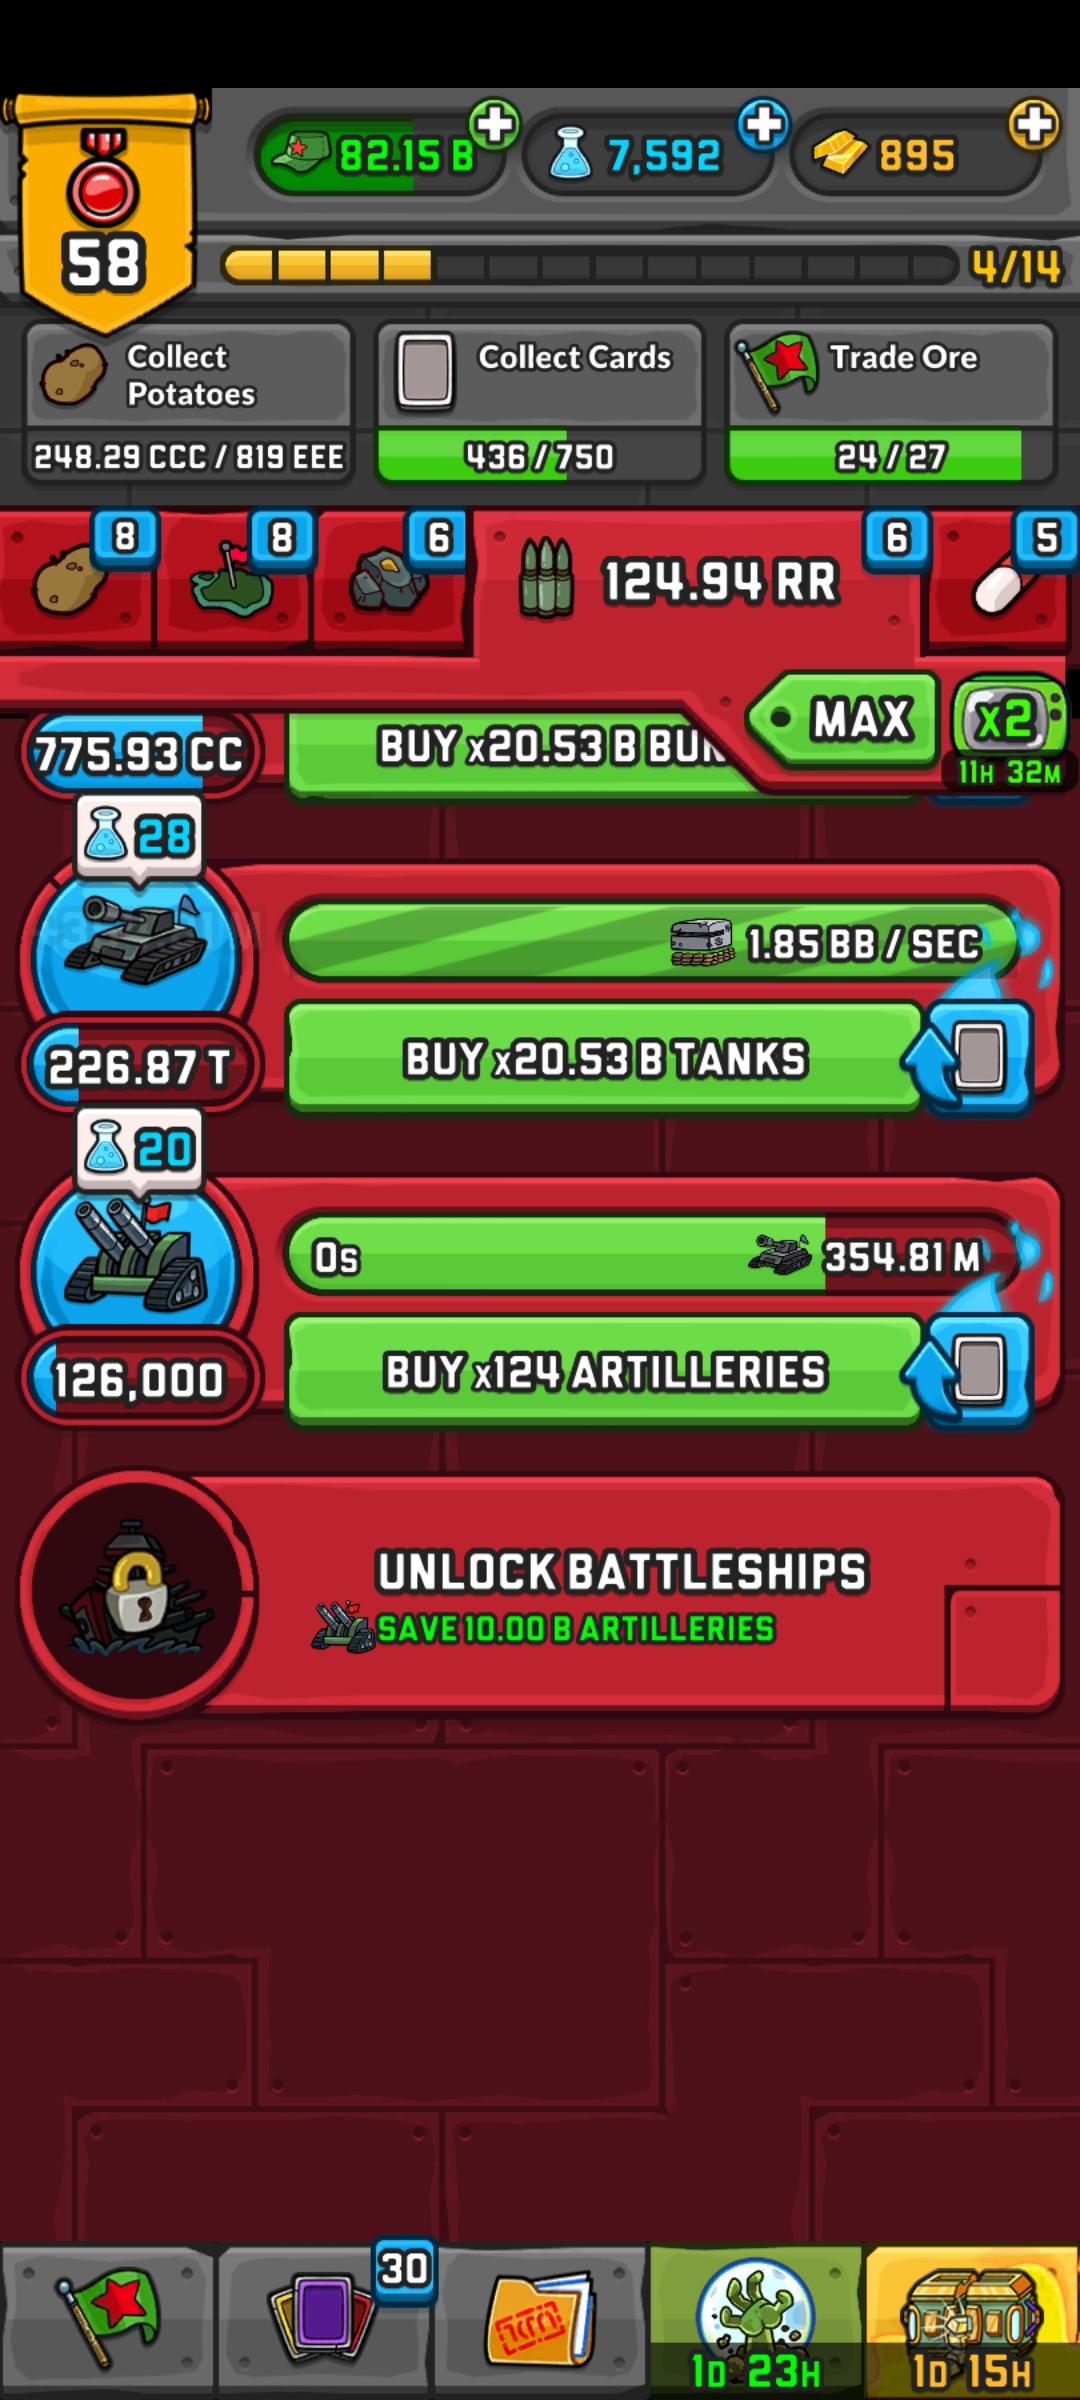 82.15 B
7,592
895
58
4/14
Collect
Potatoes
248.29 CCC / 819 EEE
Collect Cards
436 / 750
Trade Ore
24 / 27
8
8
6
124.94 RR
6
5
775.93 CC
BUY x20.53 B
MAX
x2
11H 32M
28
1.85 BB / SEC
226.87 T
BUY x20.53 B TANKS
20
0s
354.81 M
126,000
BUY x124 ARTILLERIES
UNLOCK BATTLESHIPS
SAVE 10.00 B ARTILLERIES
30
1D 23H
1D 15H